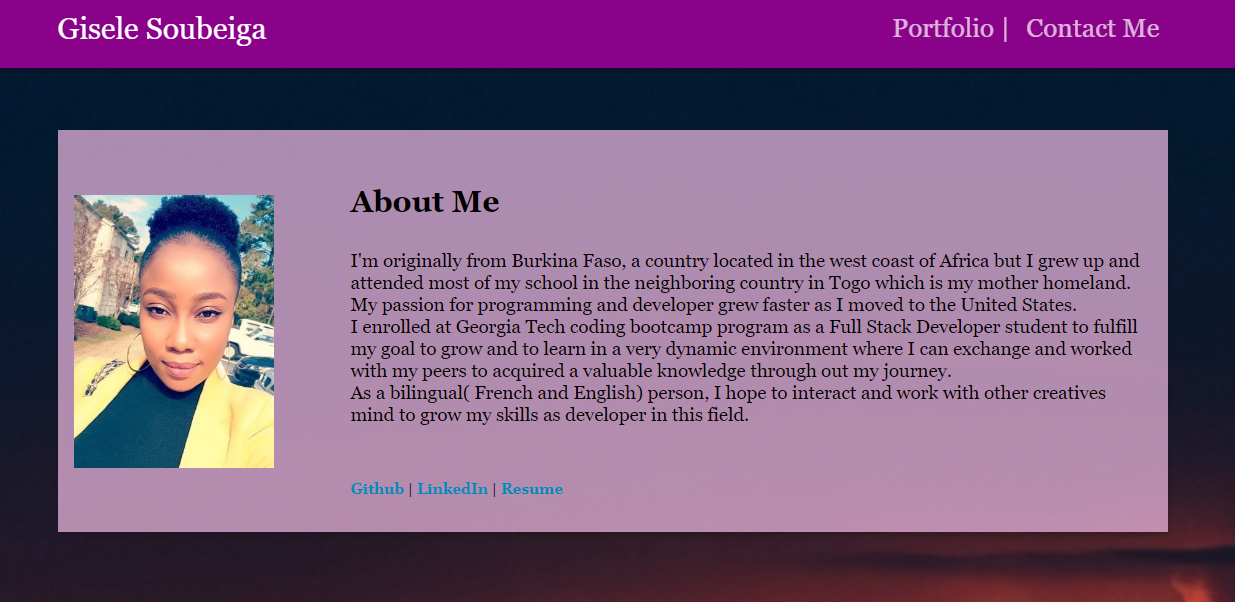 Gisele Soubeiga
Portfolio | Contact Me
About Me
I'm originally from Burkina Faso, a country located in the west coast of Africa but I grew up and
attended most of my school in the neighboring country in Togo which is my mother homeland.
My passion for programming and developer grew faster as I moved to the United States.
I enrolled at Georgia Tech coding bootcamp program as a Full Stack Developer student to fulfill
my goal to grow and to learn in a very dynamic environment where I can exchange and worked
with my peers to acquired a valuable knowledge through out my journey.
As a bilingual( French and English) person, I hope to interact and work with other creatives
mind to grow my skills as developer in this field.
Github | LinkedIn | Resume